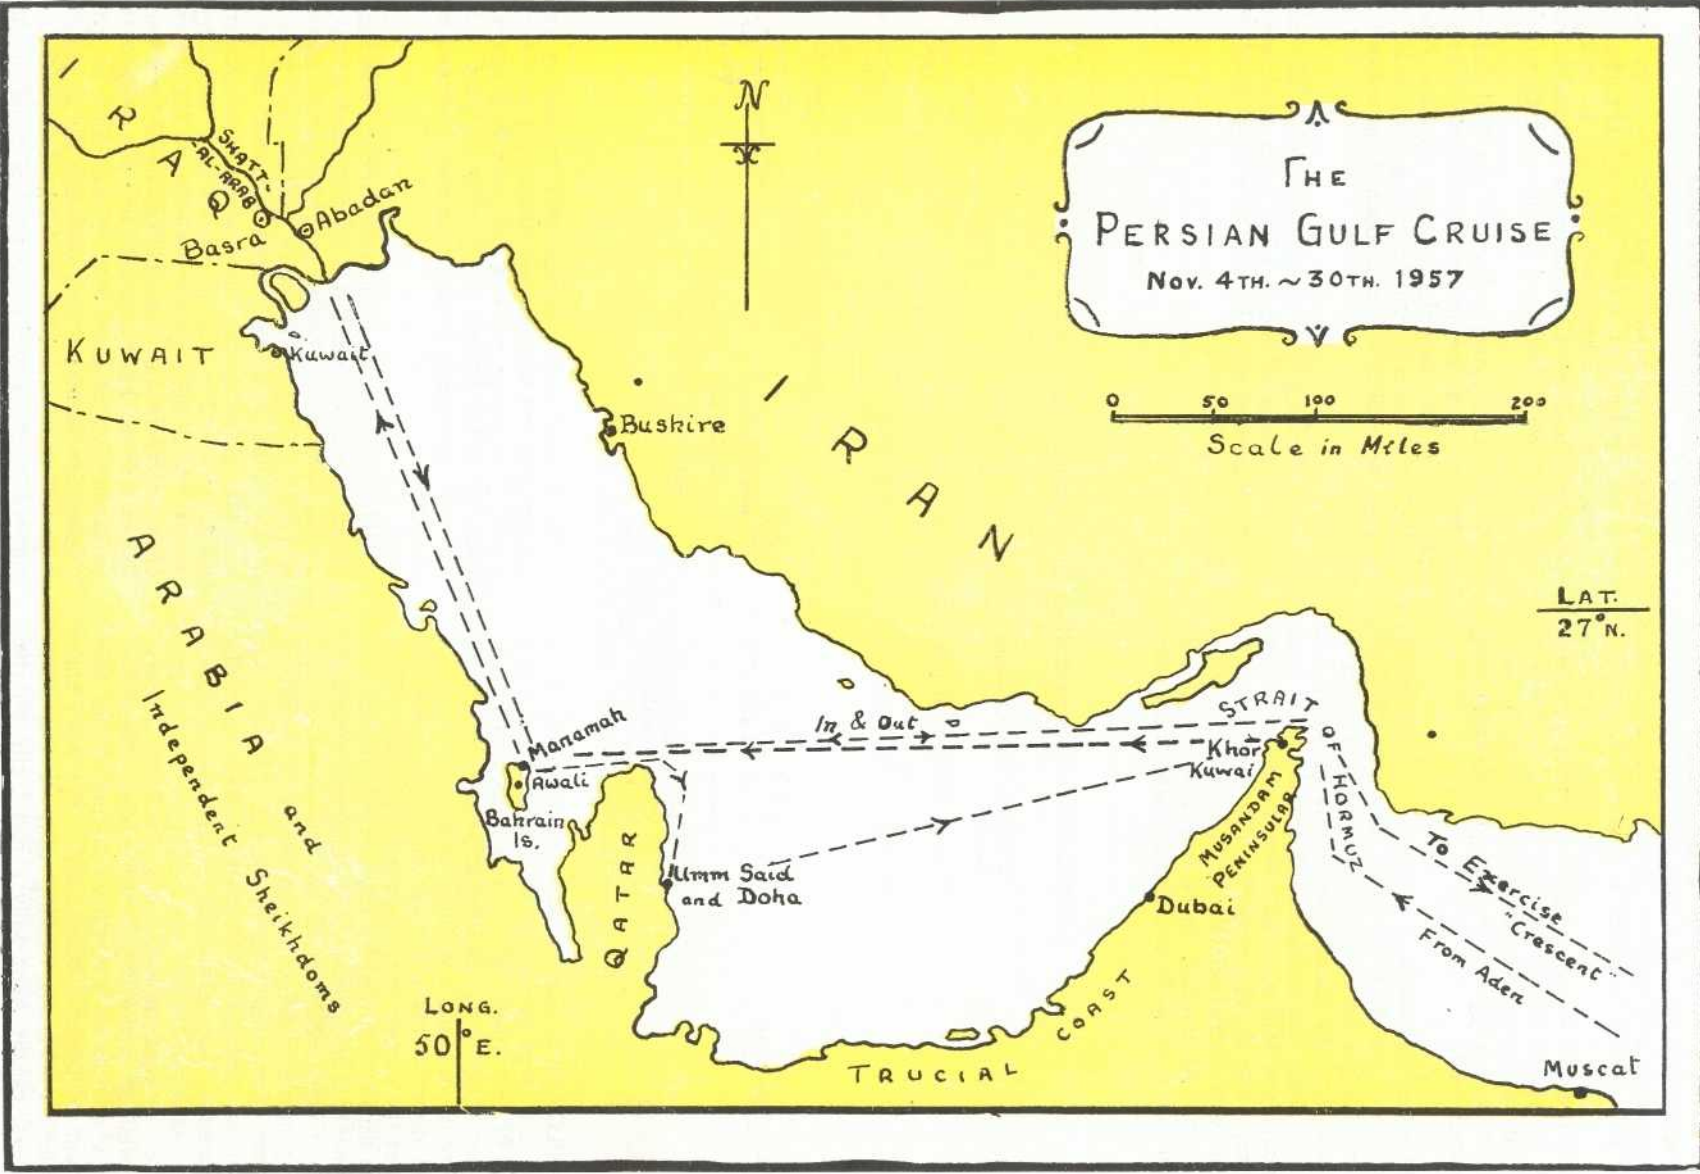 THE
PERSIAN GULF CRUISE
NOV. 4TH. ~ 30TH. 1957
N
0 50 100 200
Scale in Miles
IRAQ
SHATT-
-AL-ARAB
Abadan
Basra
KUWAIT
Kuwait
Bushire
IRAN
LAT.
27° N.
ARABIA
and
Independent Sheikhdoms
Manamah
Awali
Bahrain
Is.
In & Out
STRAIT
OF HORMUZ
Khor
Kuwai
MUSANDAM
PENINSULAR
QATAR
Umm Said
and Doha
Dubai
To Exercise
"Crescent"
From Aden
LONG.
50° E.
TRUCIAL COAST
Muscat